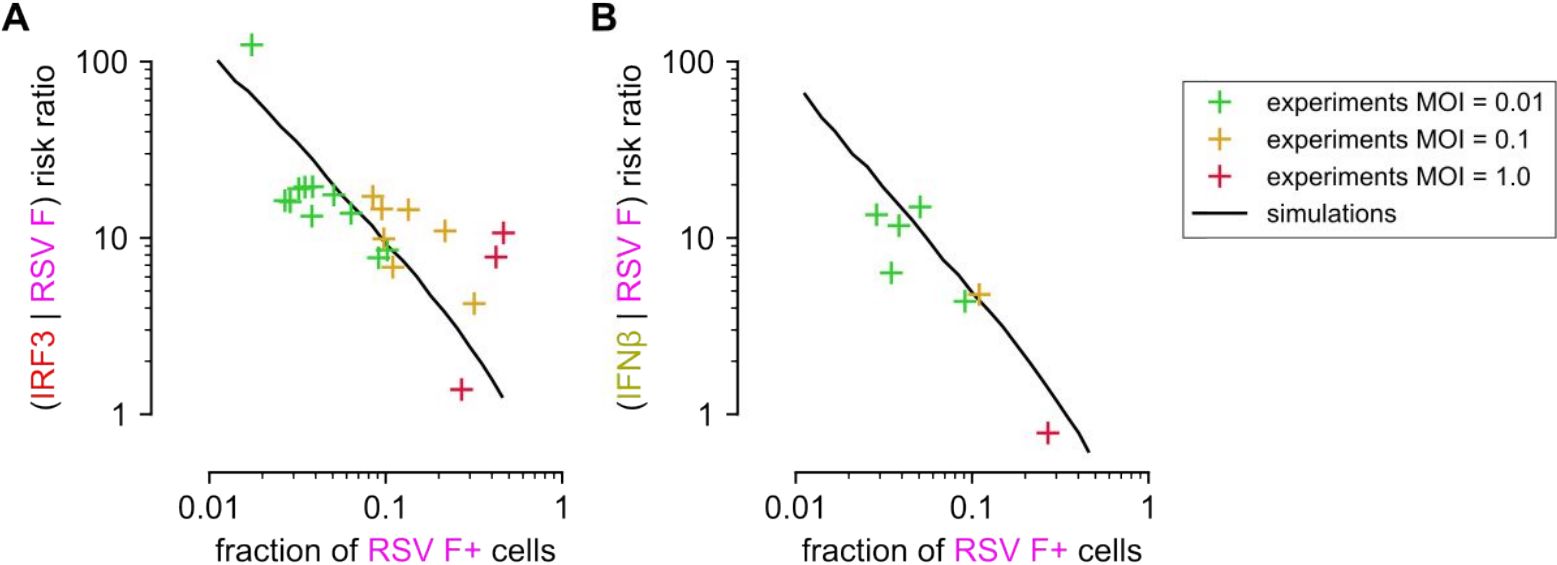 A
(IRF3 | RSV F) risk ratio
100
10
1
0.01
0.1
1
fraction of RSV F+ cells
B
(IFNβ | RSV F) risk ratio
100
10
1
0.01
0.1
1
fraction of RSV F+ cells
experiments MOI = 0.01
experiments MOI = 0.1
experiments MOI = 1.0
simulations